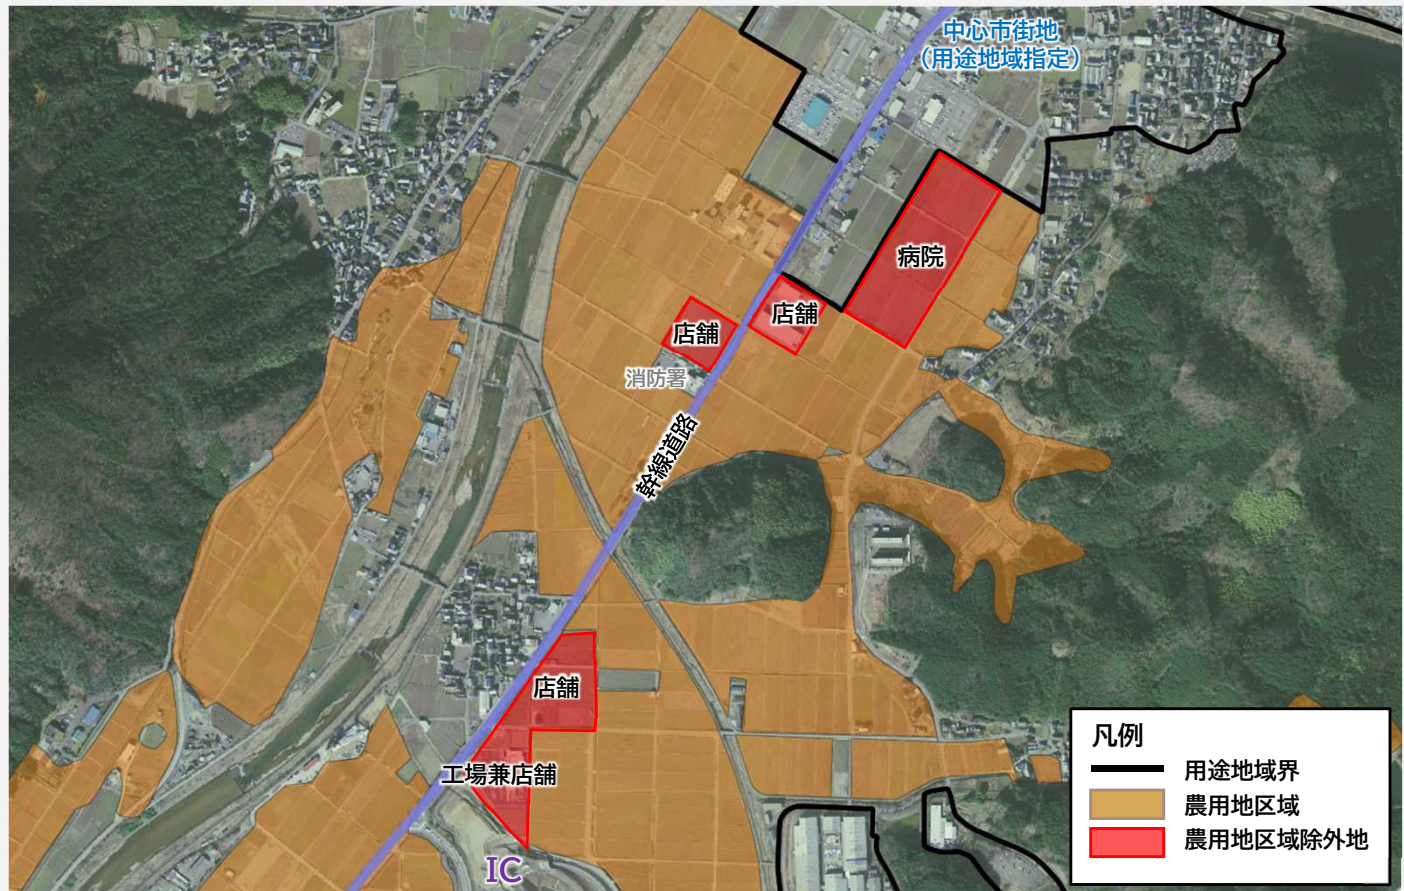 中心市街地
（用途地域指定）
病院
店舗
店舗
消防署
幹線道路
店舗
工場兼店舗
IC
凡例
用途地域界
農用地区域
農用地区域除外地